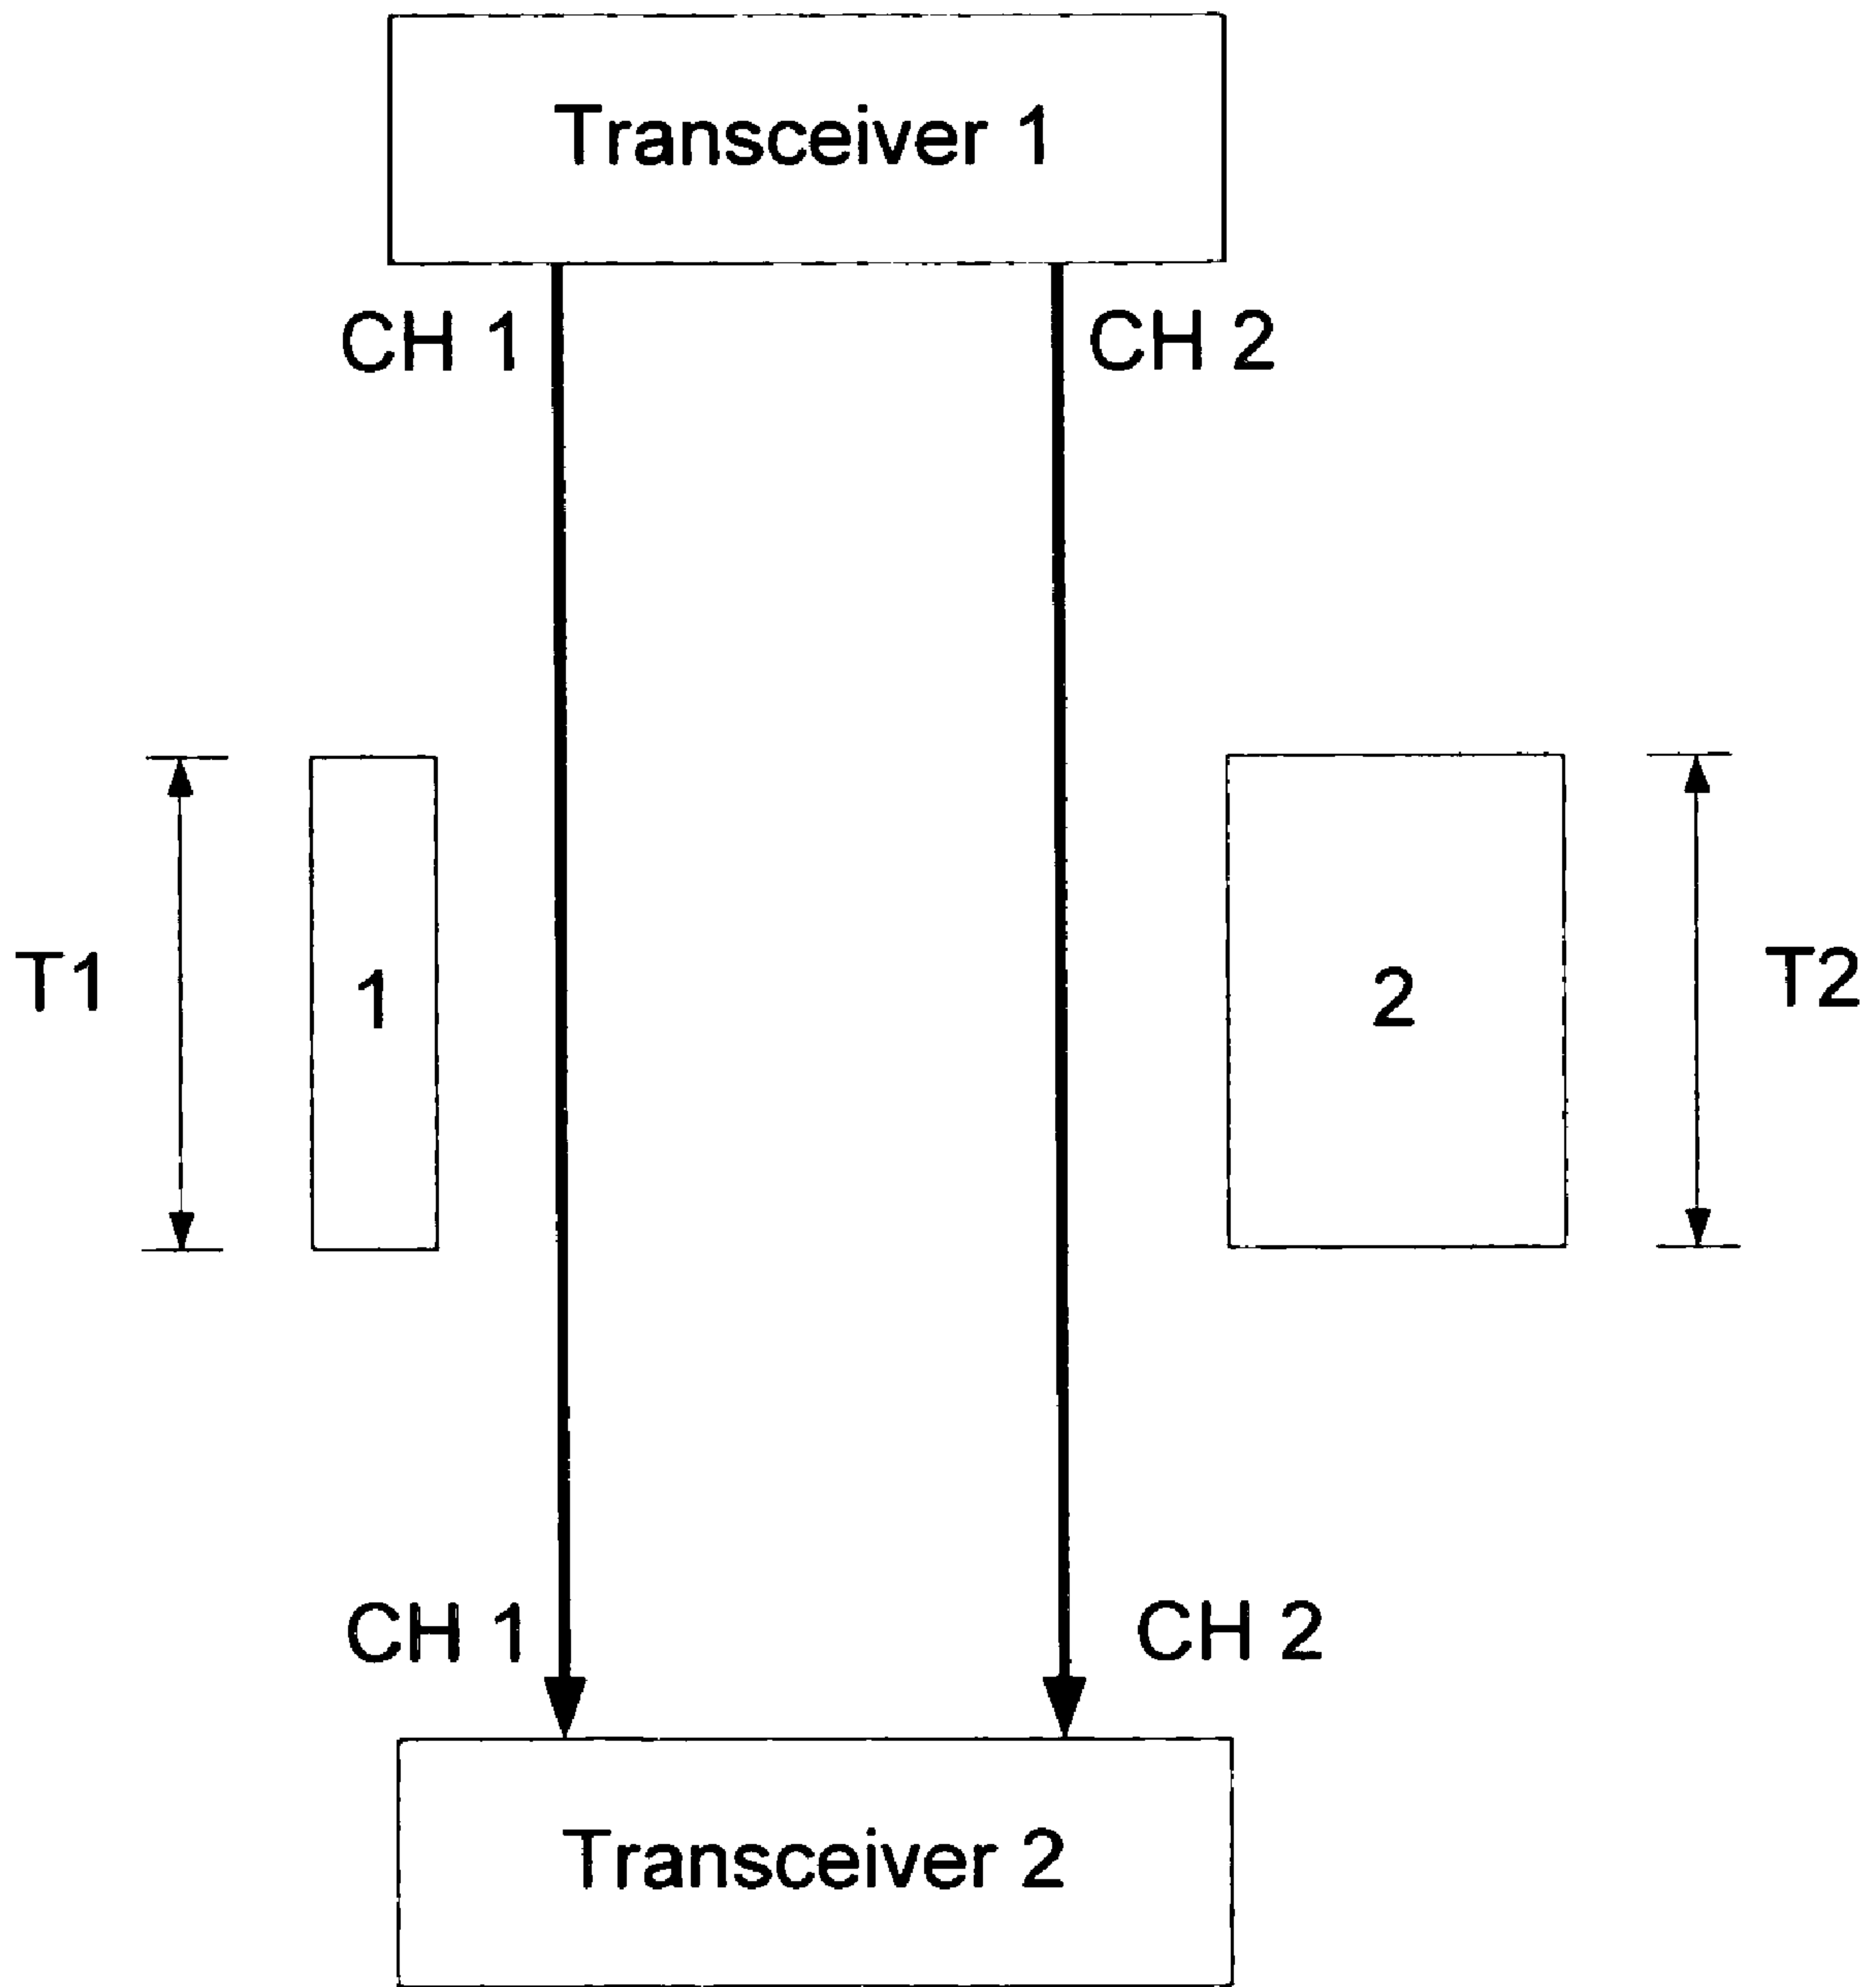 Transceiver 1
CH 1
CH 2
T1
1
2
T2
CH 1
CH 2
Transceiver 2